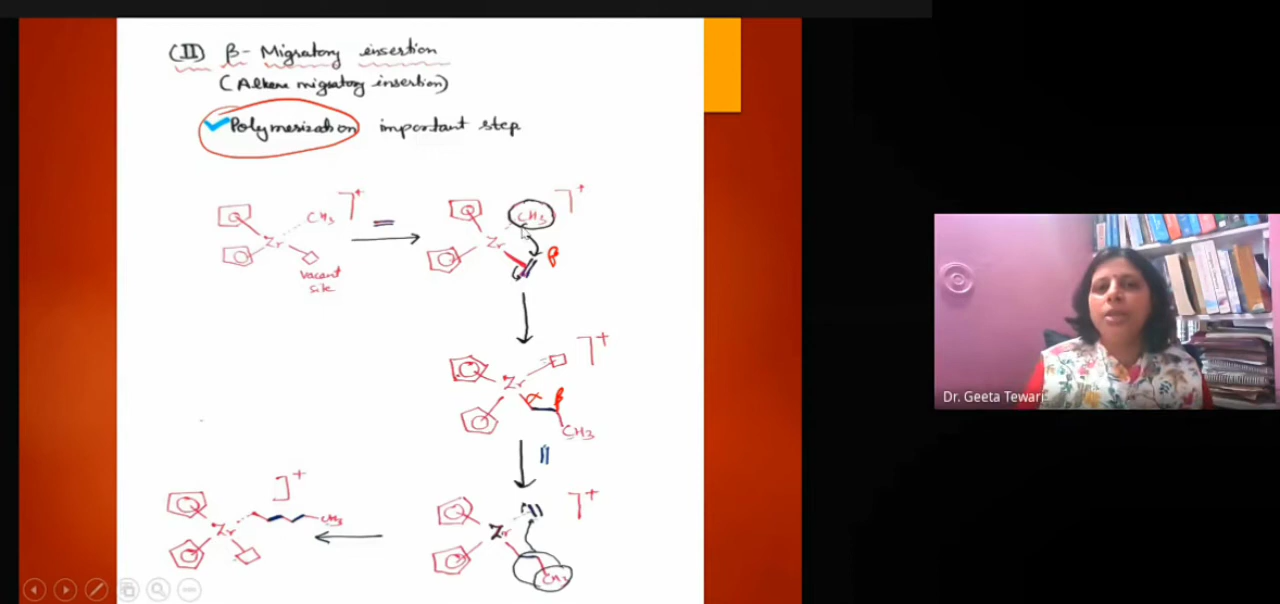 (II) β- Migratory insertion
(Alkene migratory insertion)
Polymerization important step
CH3 ]+
Zr
vacant
site
CH3 ]+
Zr
β
]+
Zr
α β
CH3
]+
Zr
CH3
]+
Zr
CH3
Dr. Geeta Tewari